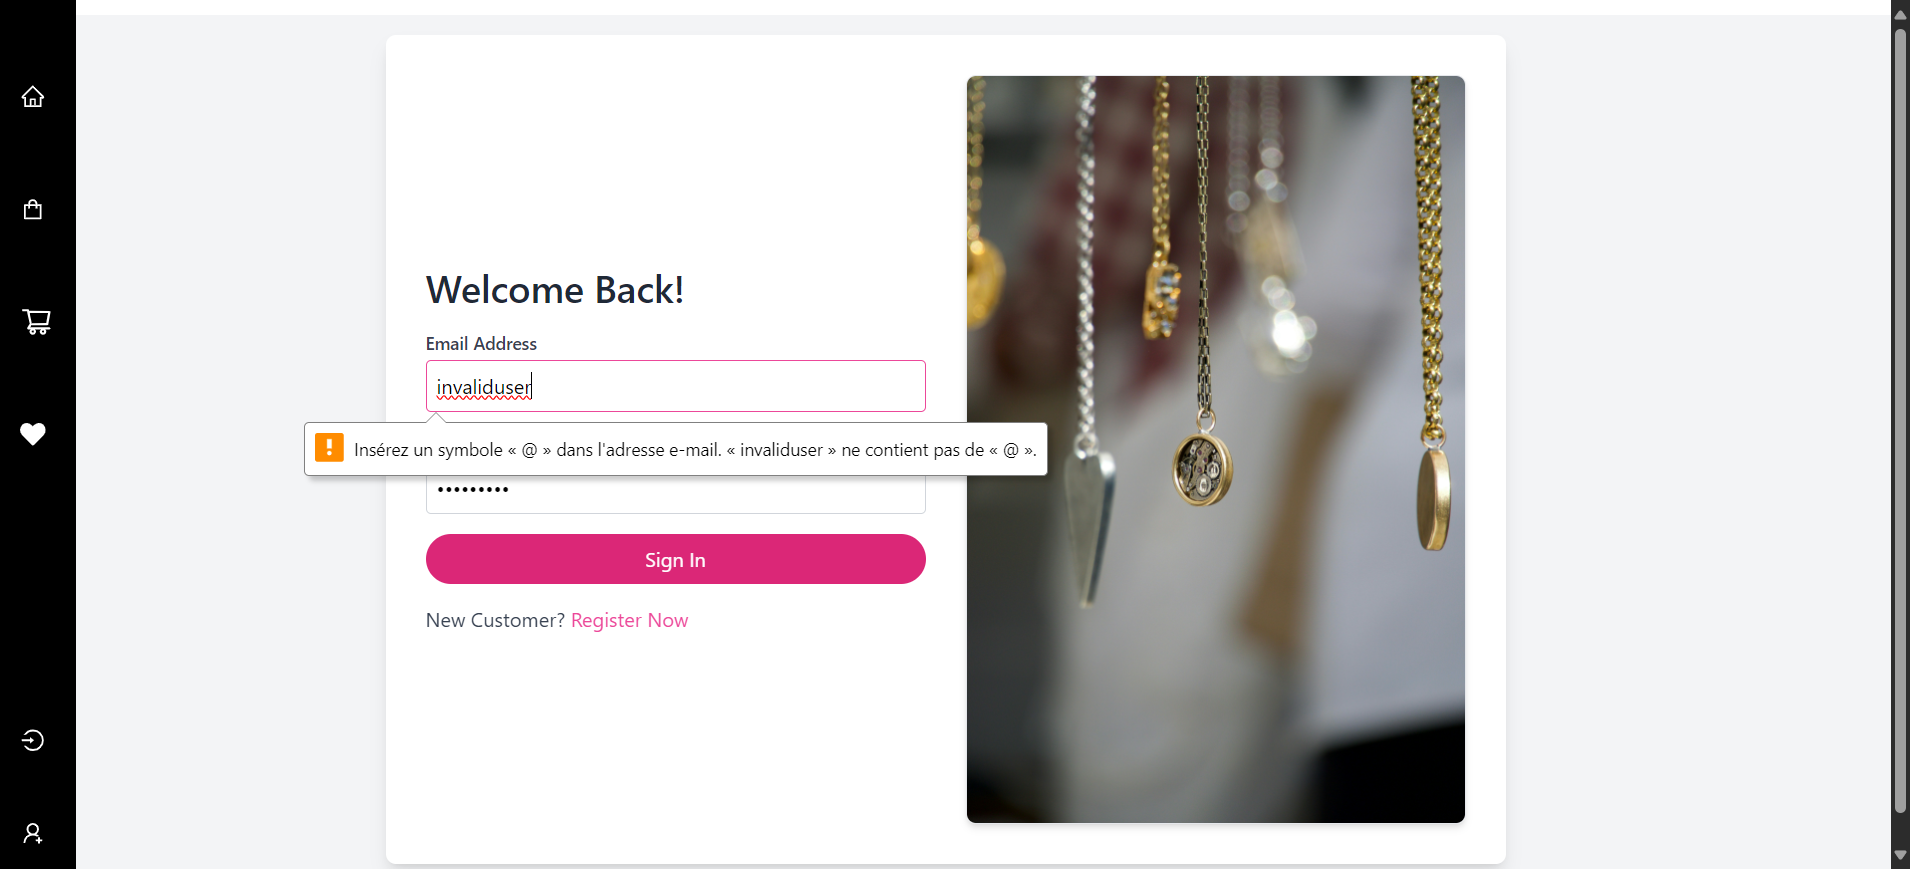 Welcome Back!
Email Address
invaliduser
Insérez un symbole « @ » dans l'adresse e-mail. « invaliduser » ne contient pas de « @ ».
•••••••••
Sign In
New Customer? Register Now